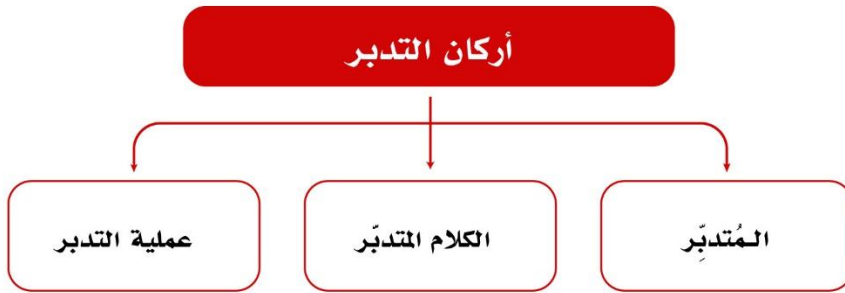 أركان التدبر
المُتدبِّر
الكلام المتدبّر
عملية التدبر